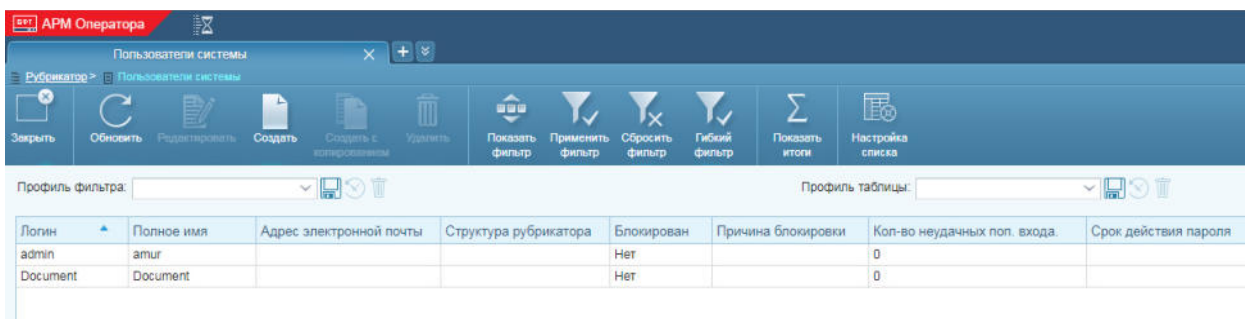 АРМ Оператора
Пользователи системы
Рубрикатор > Пользователи системы
Закрыть Обновить Редактировать Создать Создать с копированием Удалить Показать фильтр Применить фильтр Сбросить фильтр Гибкий фильтр Показать итоги Настройка списка
Профиль фильтра: Профиль таблицы:
Логин Полное имя Адрес электронной почты Структура рубрикатора Блокирован Причина блокировки Кол-во неудачных поп. входа. Срок действия пароля
admin amur Нет 0
Document Document Нет 0